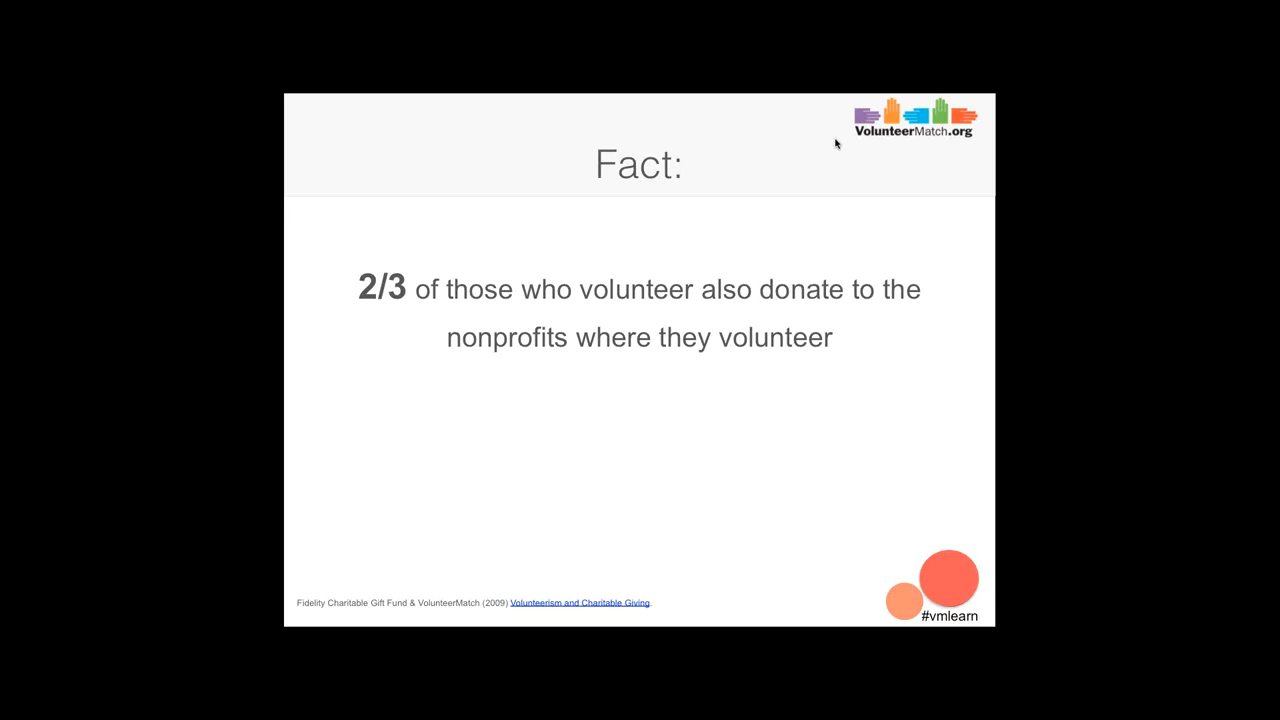 VolunteerMatch.org
Fact:
2/3 of those who volunteer also donate to the
nonprofits where they volunteer
Fidelity Charitable Gift Fund & VolunteerMatch (2009) Volunteerism and Charitable Giving
#vmlearn